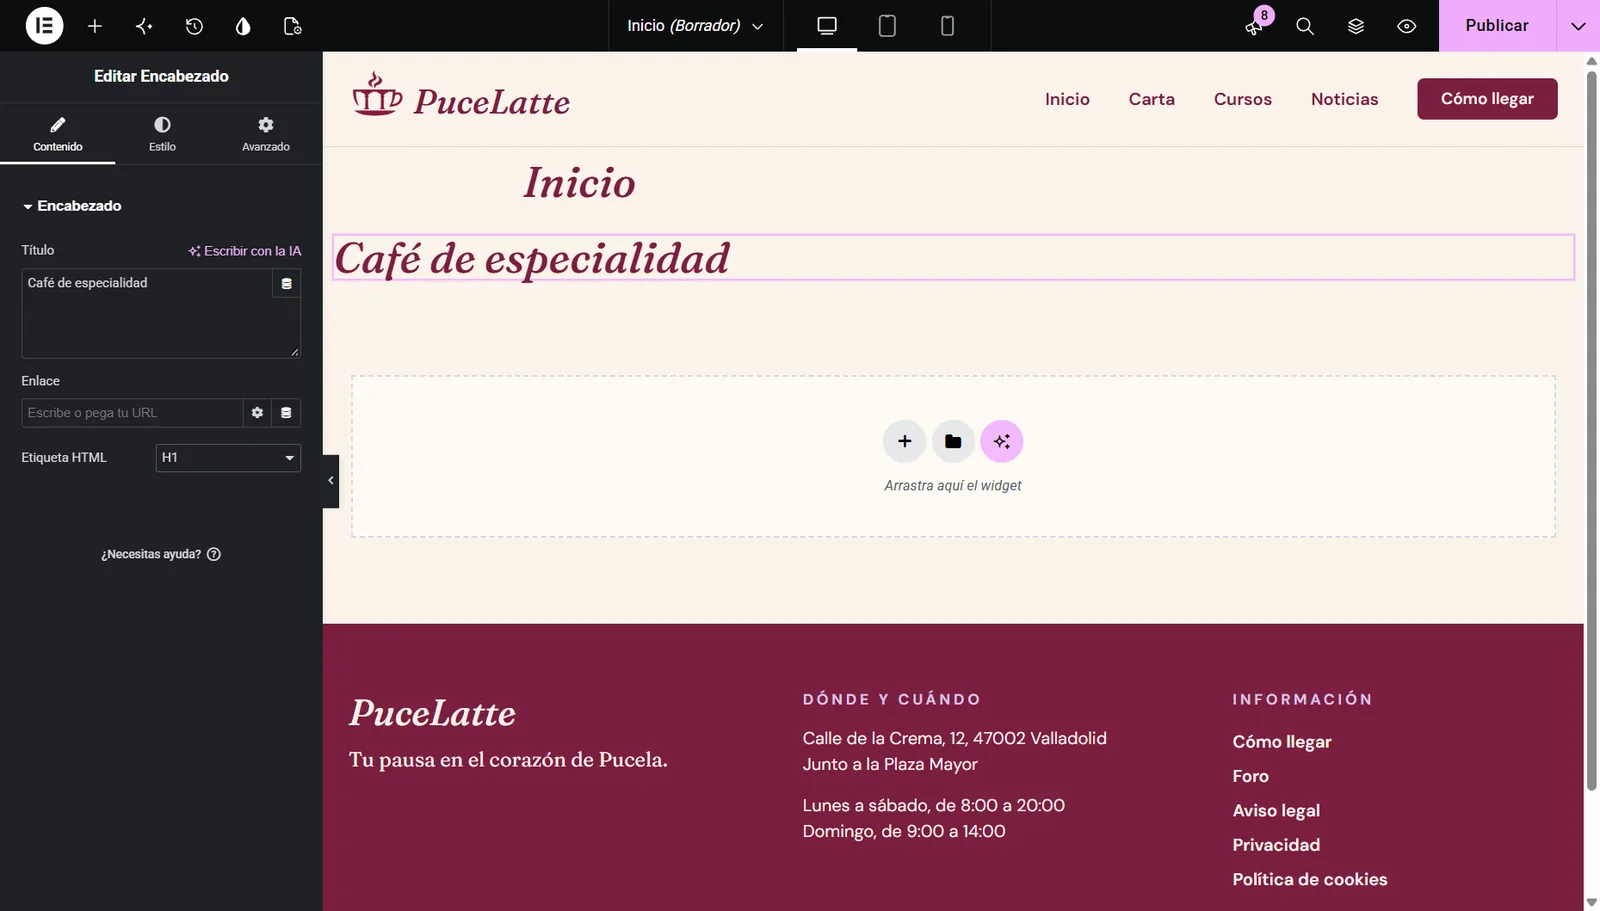 Inicio (Borrador)
8
Publicar
Editar Encabezado
Contenido
Estilo
Avanzado
Encabezado
Título
Escribir con la IA
Café de especialidad
Enlace
Escribe o pega tu URL
Etiqueta HTML
H1
¿Necesitas ayuda?
PuceLatte
Inicio
Carta
Cursos
Noticias
Cómo llegar
Inicio
Café de especialidad
Arrastra aquí el widget
PuceLatte
Tu pausa en el corazón de Pucela.
DÓNDE Y CUÁNDO
Calle de la Crema, 12, 47002 Valladolid
Junto a la Plaza Mayor
Lunes a sábado, de 8:00 a 20:00
Domingo, de 9:00 a 14:00
INFORMACIÓN
Cómo llegar
Foro
Aviso legal
Privacidad
Política de cookies